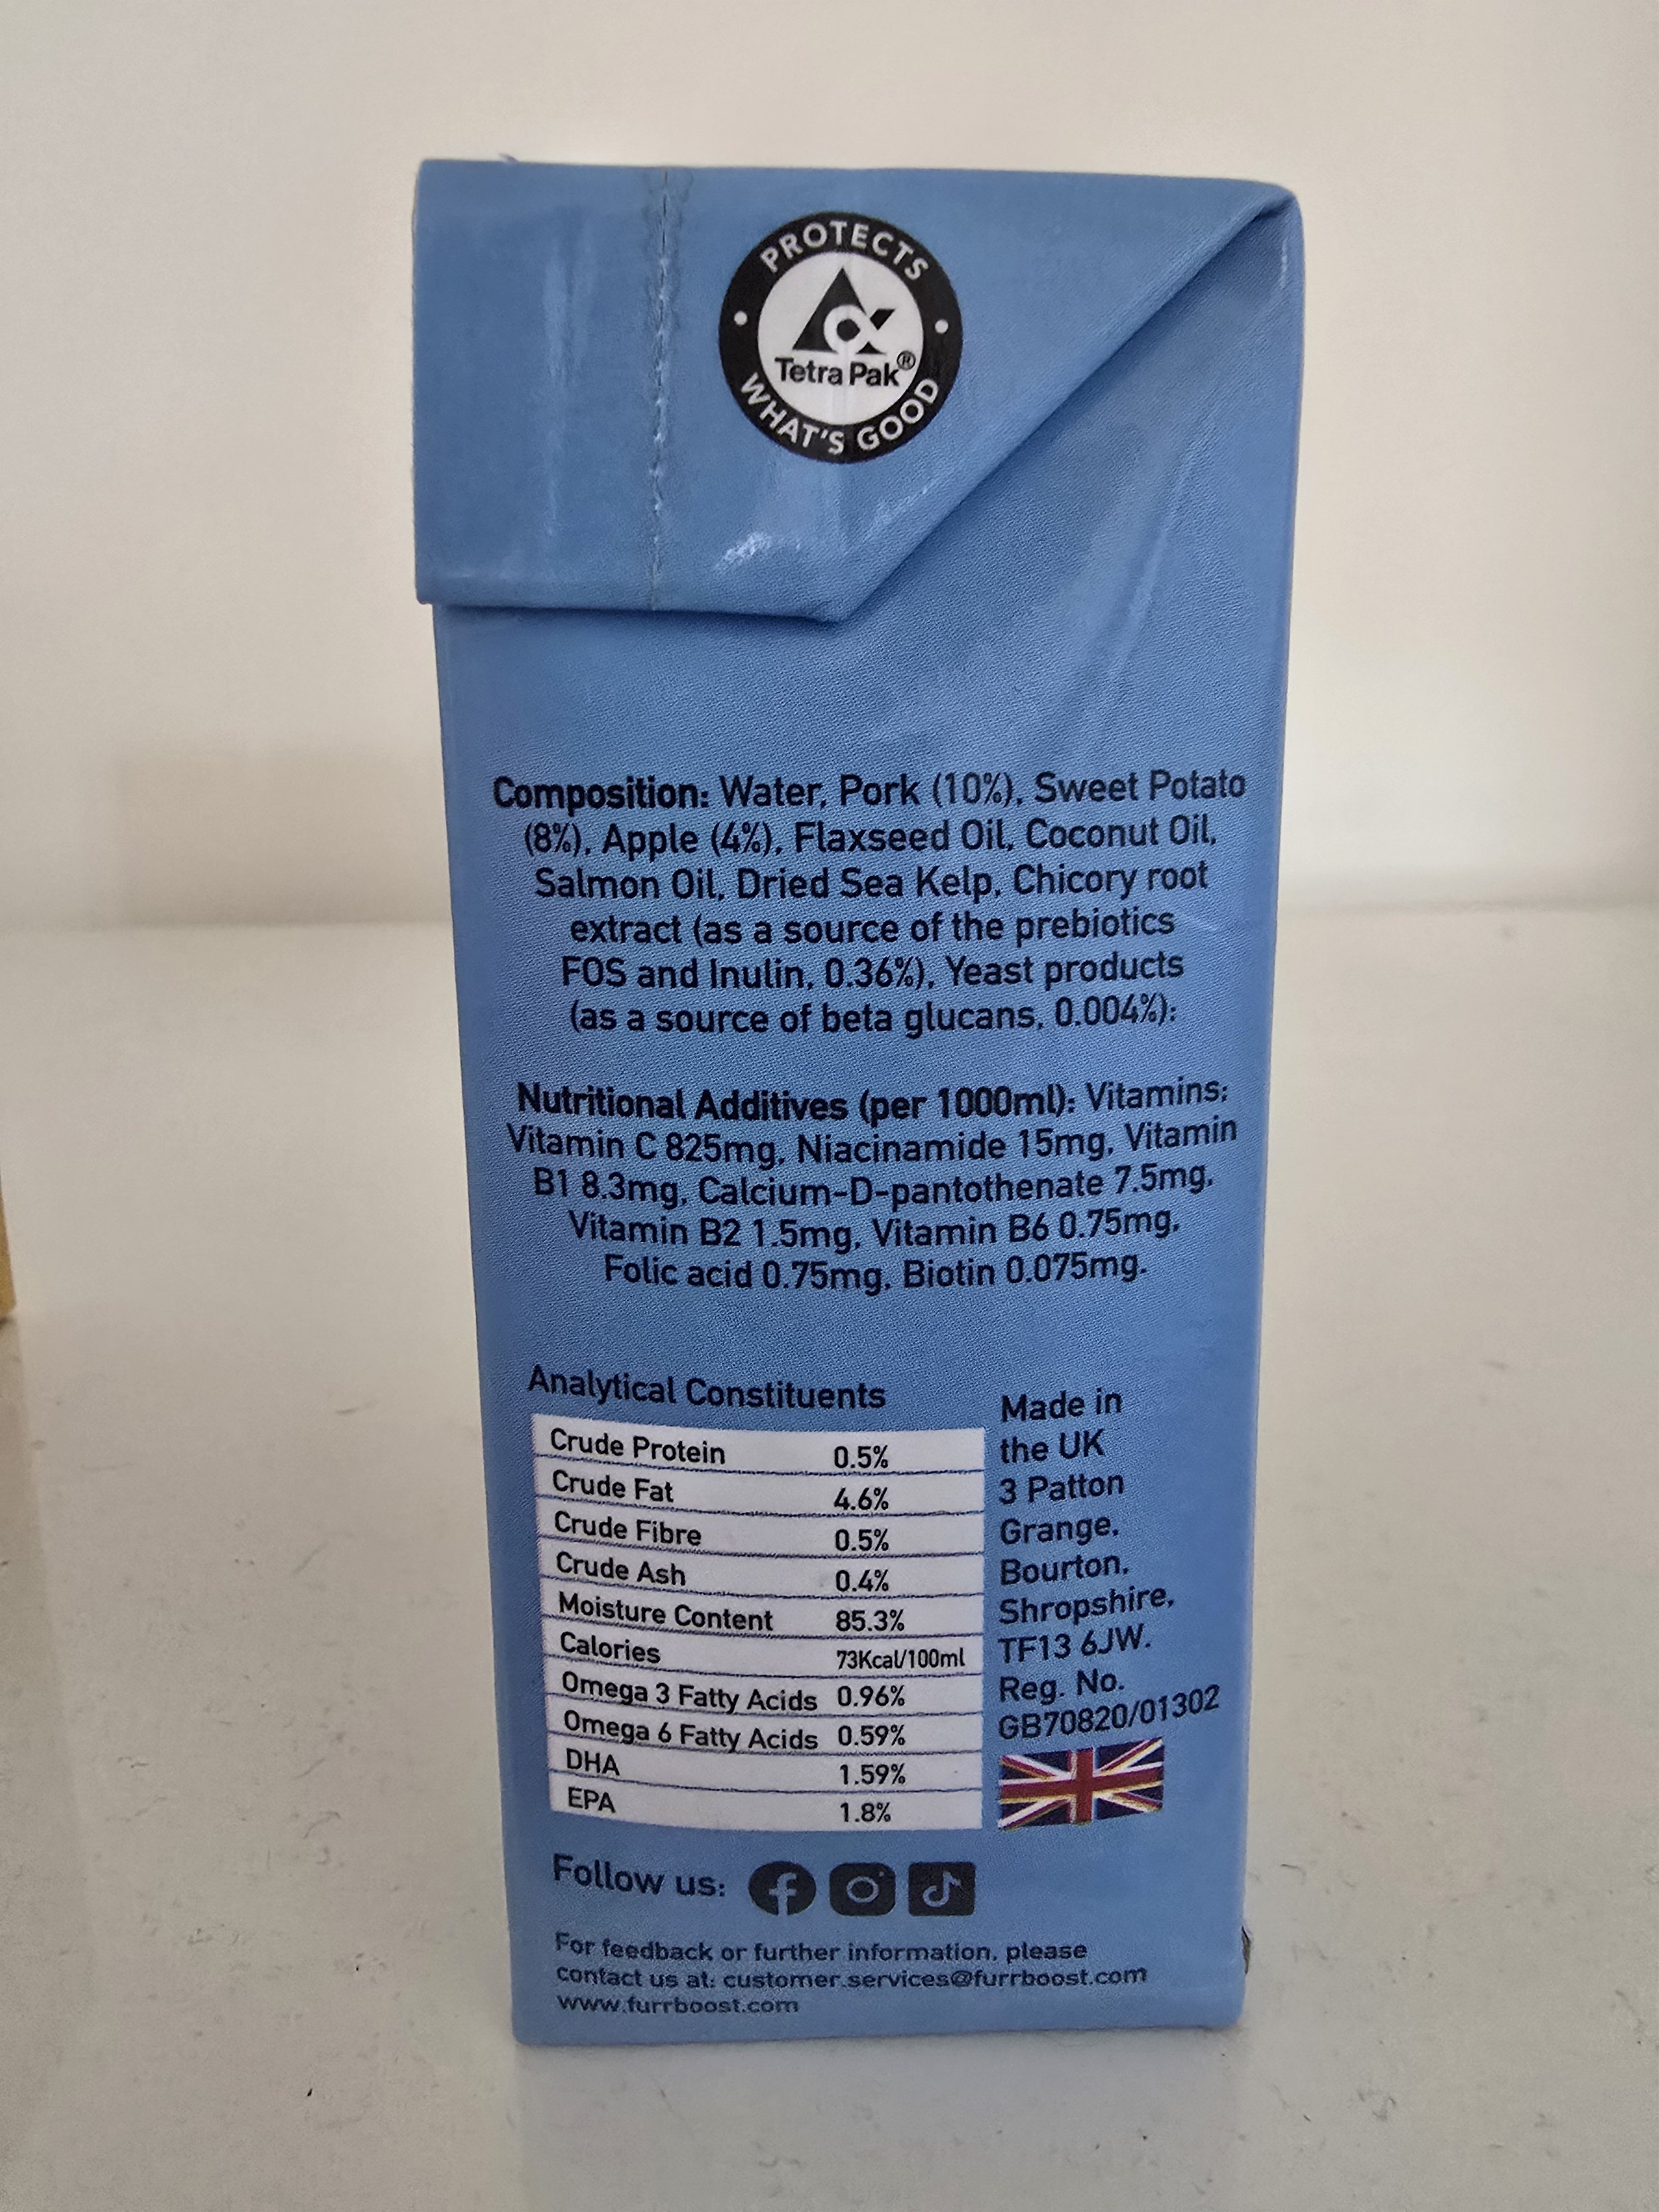 PROTECTS
Tetra Pak®
WHAT'S GOOD
Composition: Water, Pork (10%), Sweet Potato
(8%), Apple (4%), Flaxseed Oil, Coconut Oil,
Salmon Oil, Dried Sea Kelp, Chicory root
extract (as a source of the prebiotics
FOS and Inulin, 0.36%), Yeast products
(as a source of beta glucans, 0.004%):
Nutritional Additives (per 1000ml): Vitamins:
Vitamin C 825mg, Niacinamide 15mg, Vitamin
B1 8.3mg, Calcium-D-pantothenate 7.5mg,
Vitamin B2 1.5mg, Vitamin B6 0.75mg,
Folic acid 0.75mg, Biotin 0.075mg.
Analytical Constituents
Crude Protein 0.5%
Crude Fat 4.6%
Crude Fibre 0.5%
Crude Ash 0.4%
Moisture Content 85.3%
Calories 73Kcal/100ml
Omega 3 Fatty Acids 0.96%
Omega 6 Fatty Acids 0.59%
DHA 1.59%
EPA 1.8%
Made in
the UK
3 Patton
Grange,
Bourton,
Shropshire,
TF13 6JW.
Reg. No.
GB70820/01302
Follow us:
For feedback or further information, please
contact us at: customer.services@furrboost.com
www.furrboost.com